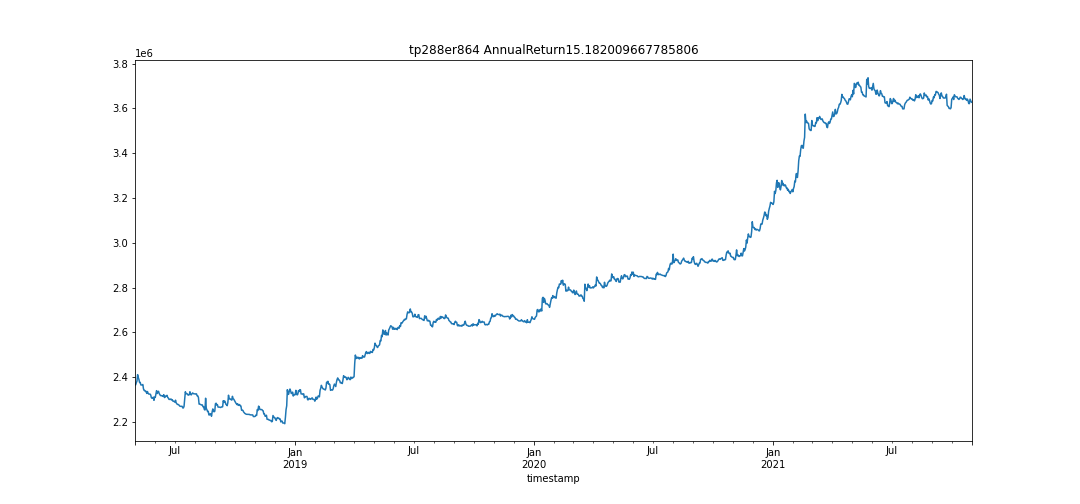 tp288er864 AnnualReturn15.182009667785806
1e6
3.8
3.6
3.4
3.2
3.0
2.8
2.6
2.4
2.2
Jul
Jan
2019
Jul
Jan
2020
Jul
Jan
2021
Jul
timestamp